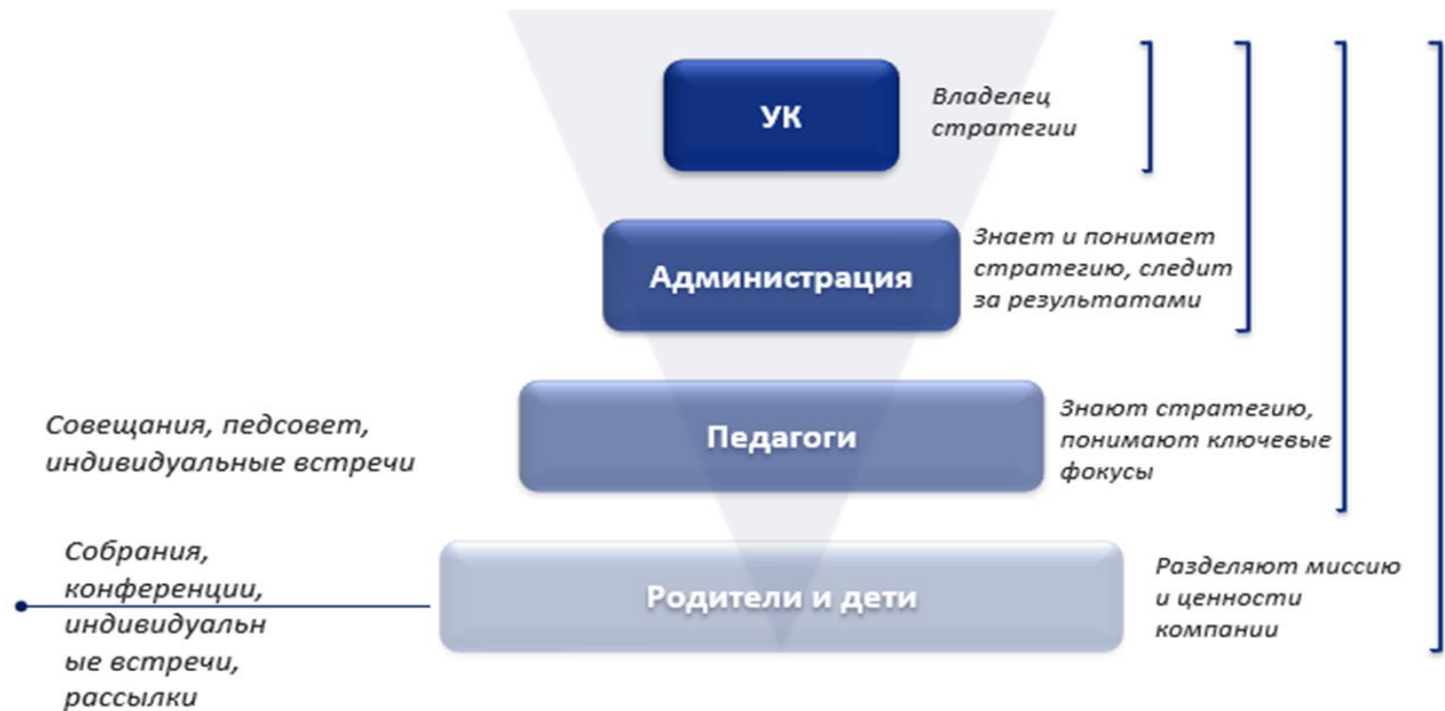 УК
Владелец
стратегии
Администрация
Знает и понимает
стратегию, следит
за результатами
Совещания, педсовет,
индивидуальные встречи
Педагоги
Знают стратегию,
понимают ключевые
фокусы
Собрания,
конференции,
индивидуальн
ые встречи,
рассылки
Родители и дети
Разделяют миссию
и ценности
компании